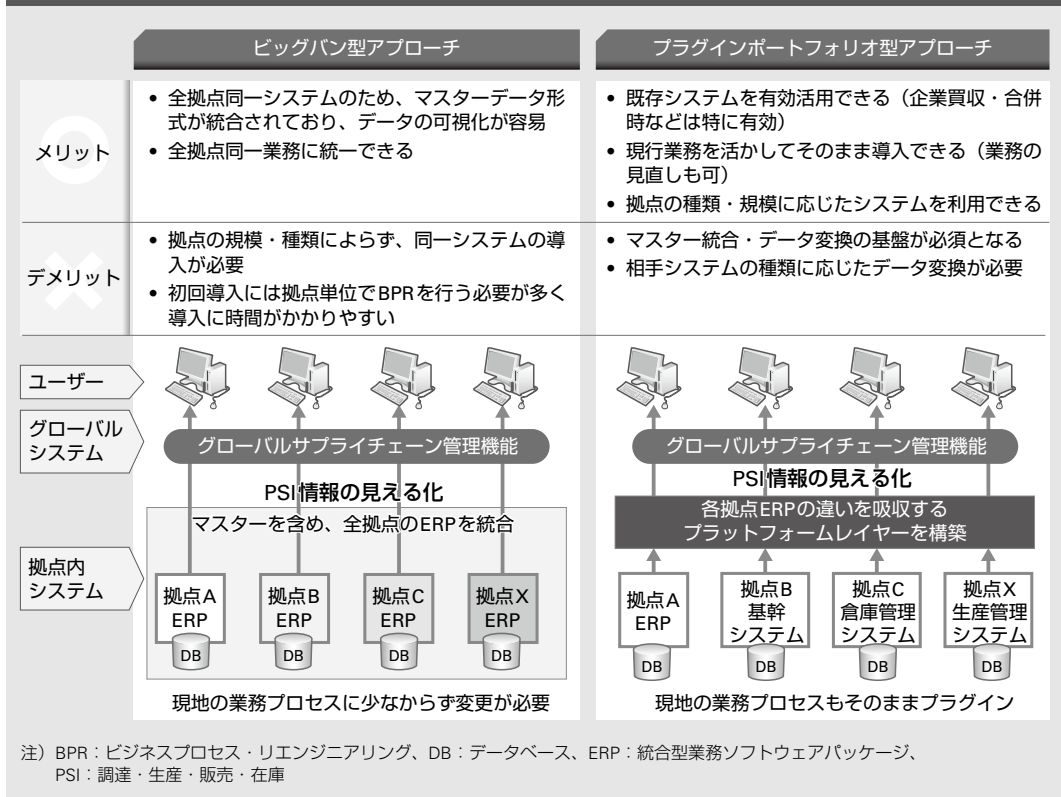 ビッグバン型アプローチ
プラグインポートフォリオ型アプローチ
メリット
• 全拠点同一システムのため、マスターデータ形
式が統合されており、データの可視化が容易
• 全拠点同一業務に統一できる
• 既存システムを有効活用できる（企業買収・合併
時などは特に有効）
• 現行業務を活かしてそのまま導入できる（業務の
見直しも可）
• 拠点の種類・規模に応じたシステムを利用できる
デメリット
• 拠点の規模・種類によらず、同一システムの導
入が必要
• 初回導入には拠点単位でBPRを行う必要が多く
導入に時間がかかりやすい
• マスター統合・データ変換の基盤が必須となる
• 相手システムの種類に応じたデータ変換が必要
ユーザー
グローバル
システム
拠点内
システム
グローバルサプライチェーン管理機能
PSI情報の見える化
マスターを含め、全拠点のERPを統合
拠点A
ERP
DB
拠点B
ERP
DB
拠点C
ERP
DB
拠点X
ERP
DB
現地の業務プロセスに少なからず変更が必要
グローバルサプライチェーン管理機能
PSI情報の見える化
各拠点ERPの違いを吸収する
プラットフォームレイヤーを構築
拠点A
ERP
DB
拠点B
基幹
システム
DB
拠点C
倉庫管理
システム
DB
拠点X
生産管理
システム
DB
現地の業務プロセスもそのままプラグイン
注）BPR：ビジネスプロセス・リエンジニアリング、DB：データベース、ERP：統合型業務ソフトウェアパッケージ、
PSI：調達・生産・販売・在庫